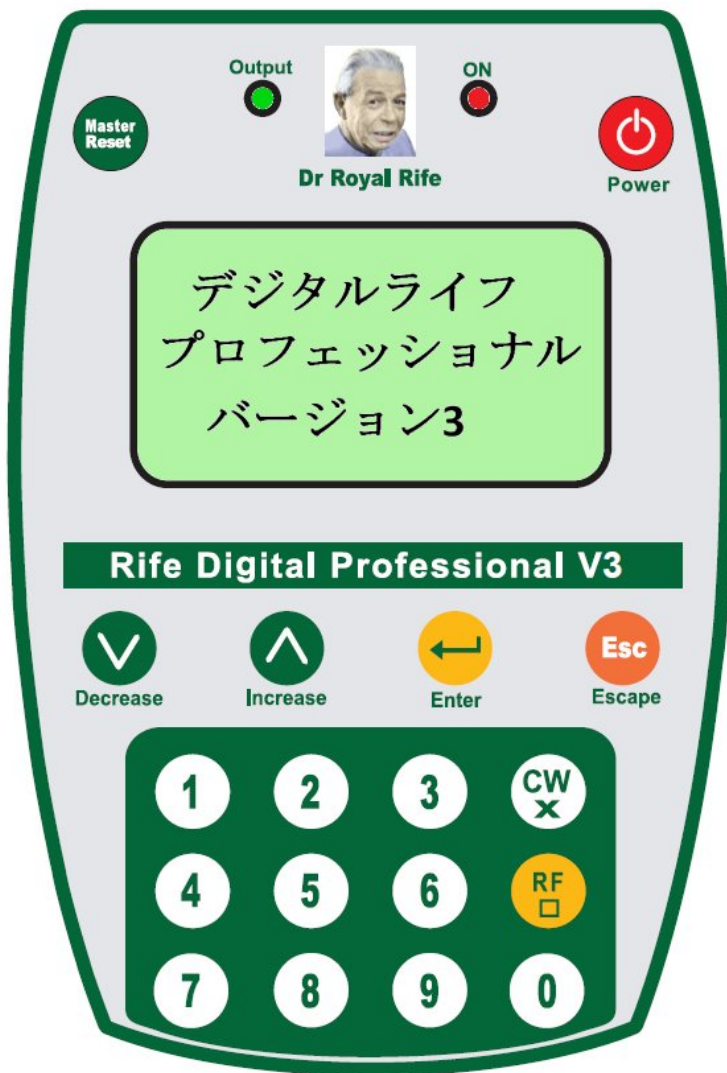 Output
ON
Master
Reset
Dr Royal Rife
Power
デジタルライフ
プロフェッショナル
バージョン3
Rife Digital Professional V3
Esc
Decrease
Increase
Enter
Escape
1 2 3 CW
X
4 5 6 RF
7 8 9 0